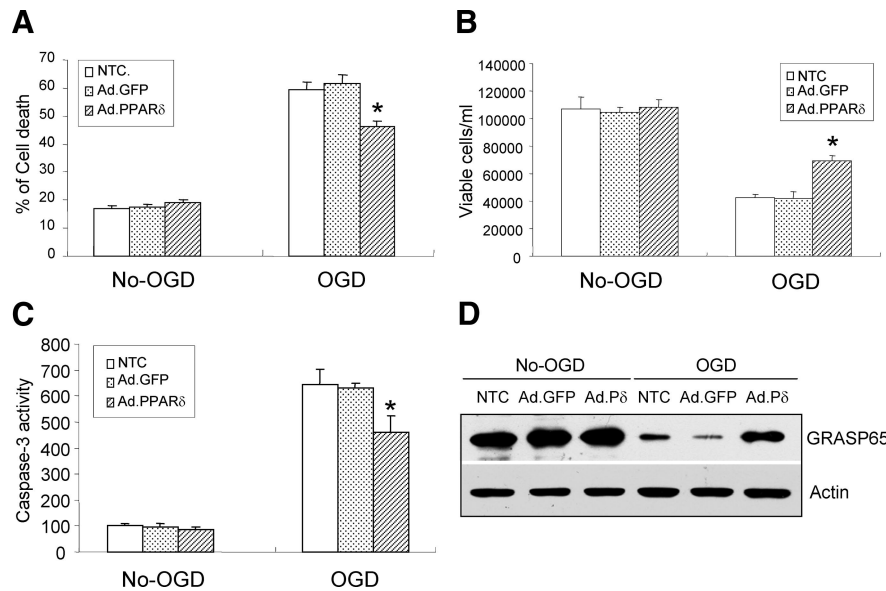 A
% of Cell death
70
60
50
40
30
20
10
0
NTC.
Ad.GFP
Ad.PPARδ
*
No-OGD
OGD
B
Viable cells/ml
140000
120000
100000
80000
60000
40000
20000
0
NTC
Ad.GFP
Ad.PPARδ
*
No-OGD
OGD
C
Caspase-3 activity
800
700
600
500
400
300
200
100
0
NTC
Ad.GFP
Ad.PPARδ
*
No-OGD
OGD
D
No-OGD OGD
NTC Ad.GFP Ad.Pδ NTC Ad.GFP Ad.Pδ
GRASP65
Actin